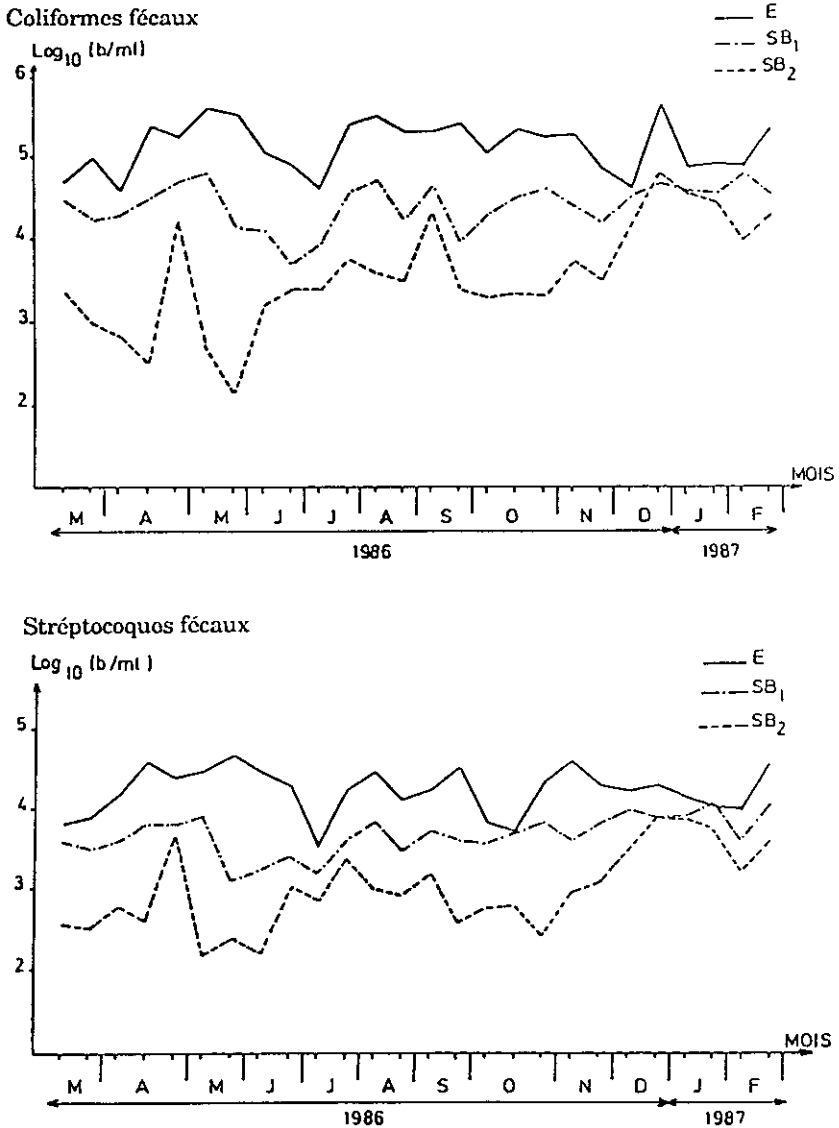 Coliformes fécaux
Log10 (b/ml)
E
SB1
SB2
6
5
4
3
2
MOIS
M A M J J A S O N D J F
1986 1987
Stréptocoquos fécaux
Log10 (b/ml)
E
SB1
SB2
5
4
3
2
MOIS
M A M J J A S O N D J F
1986 1987